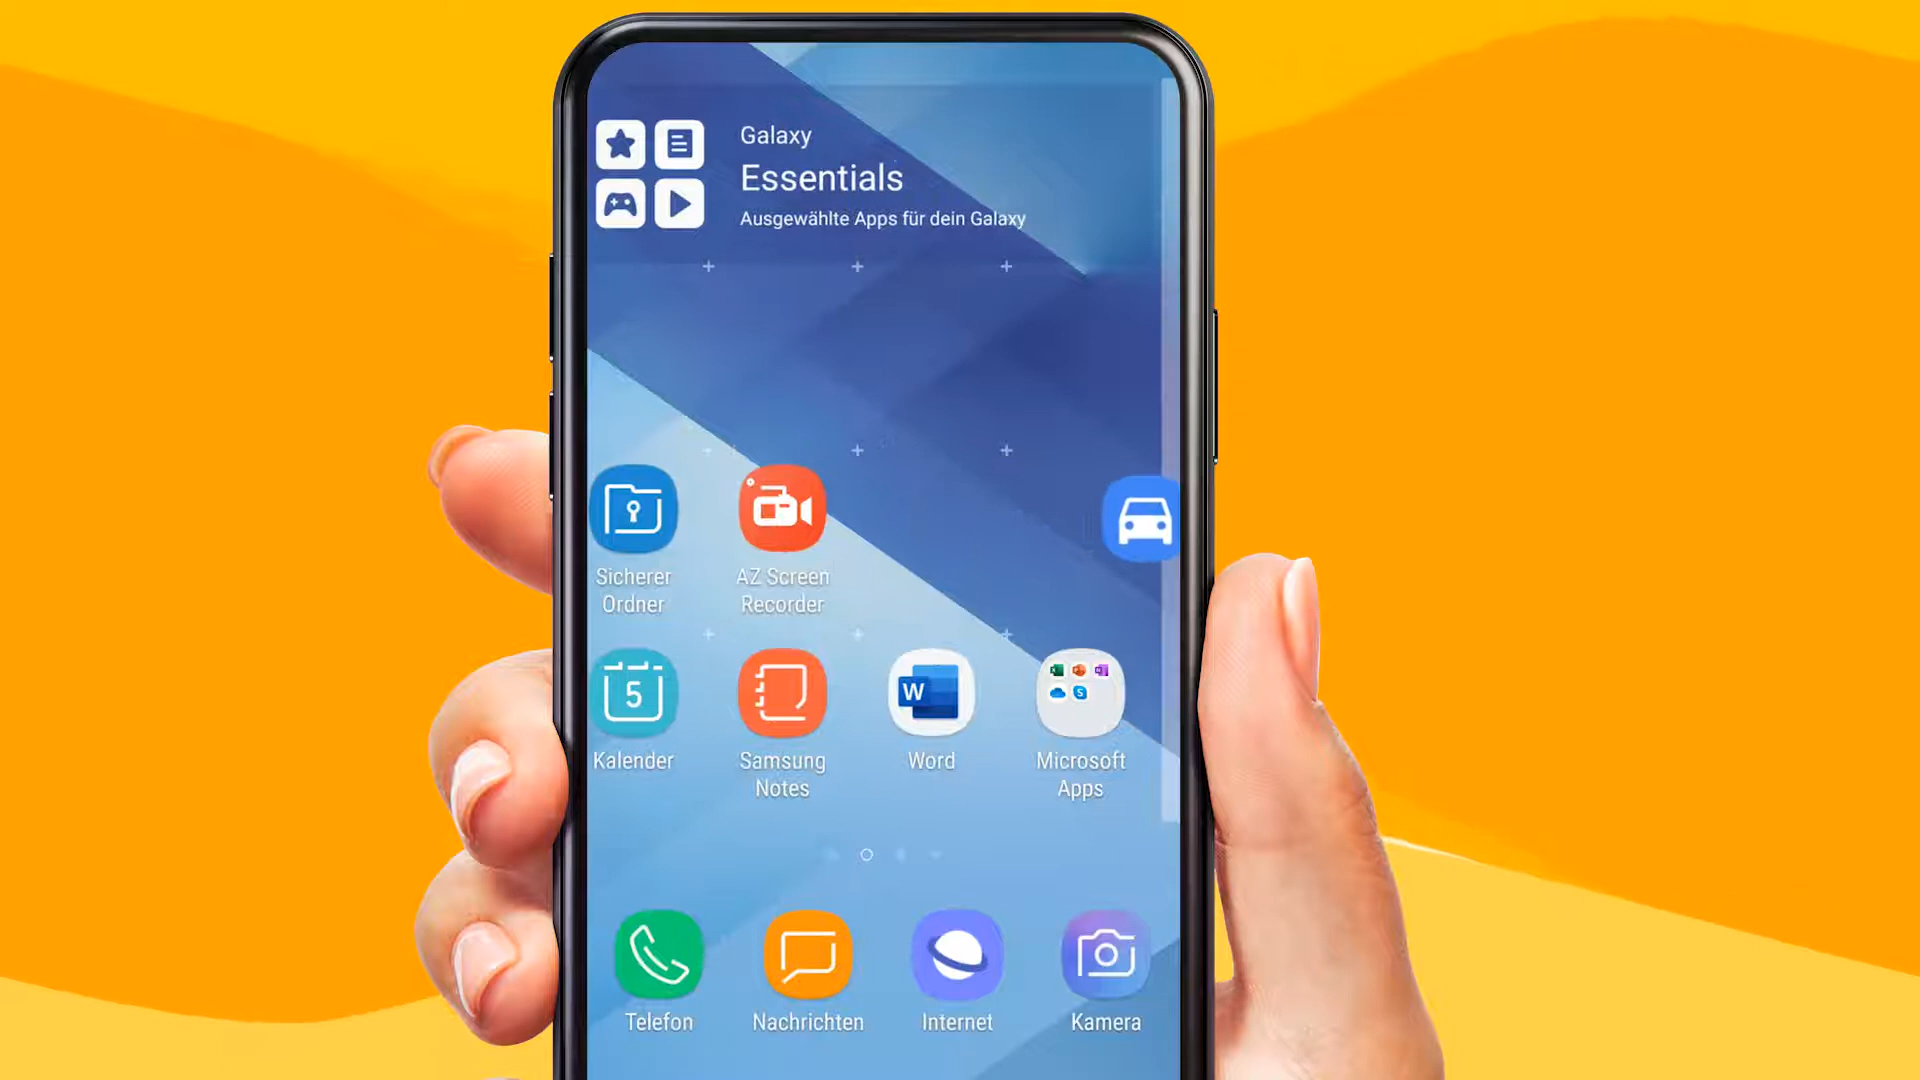 Galaxy
Essentials
Ausgewählte Apps für dein Galaxy
Sicherer
Ordner
AZ Screen
Recorder
5
Kalender
Samsung
Notes
W
Word
S
Microsoft
Apps
Telefon
Nachrichten
Internet
Kamera